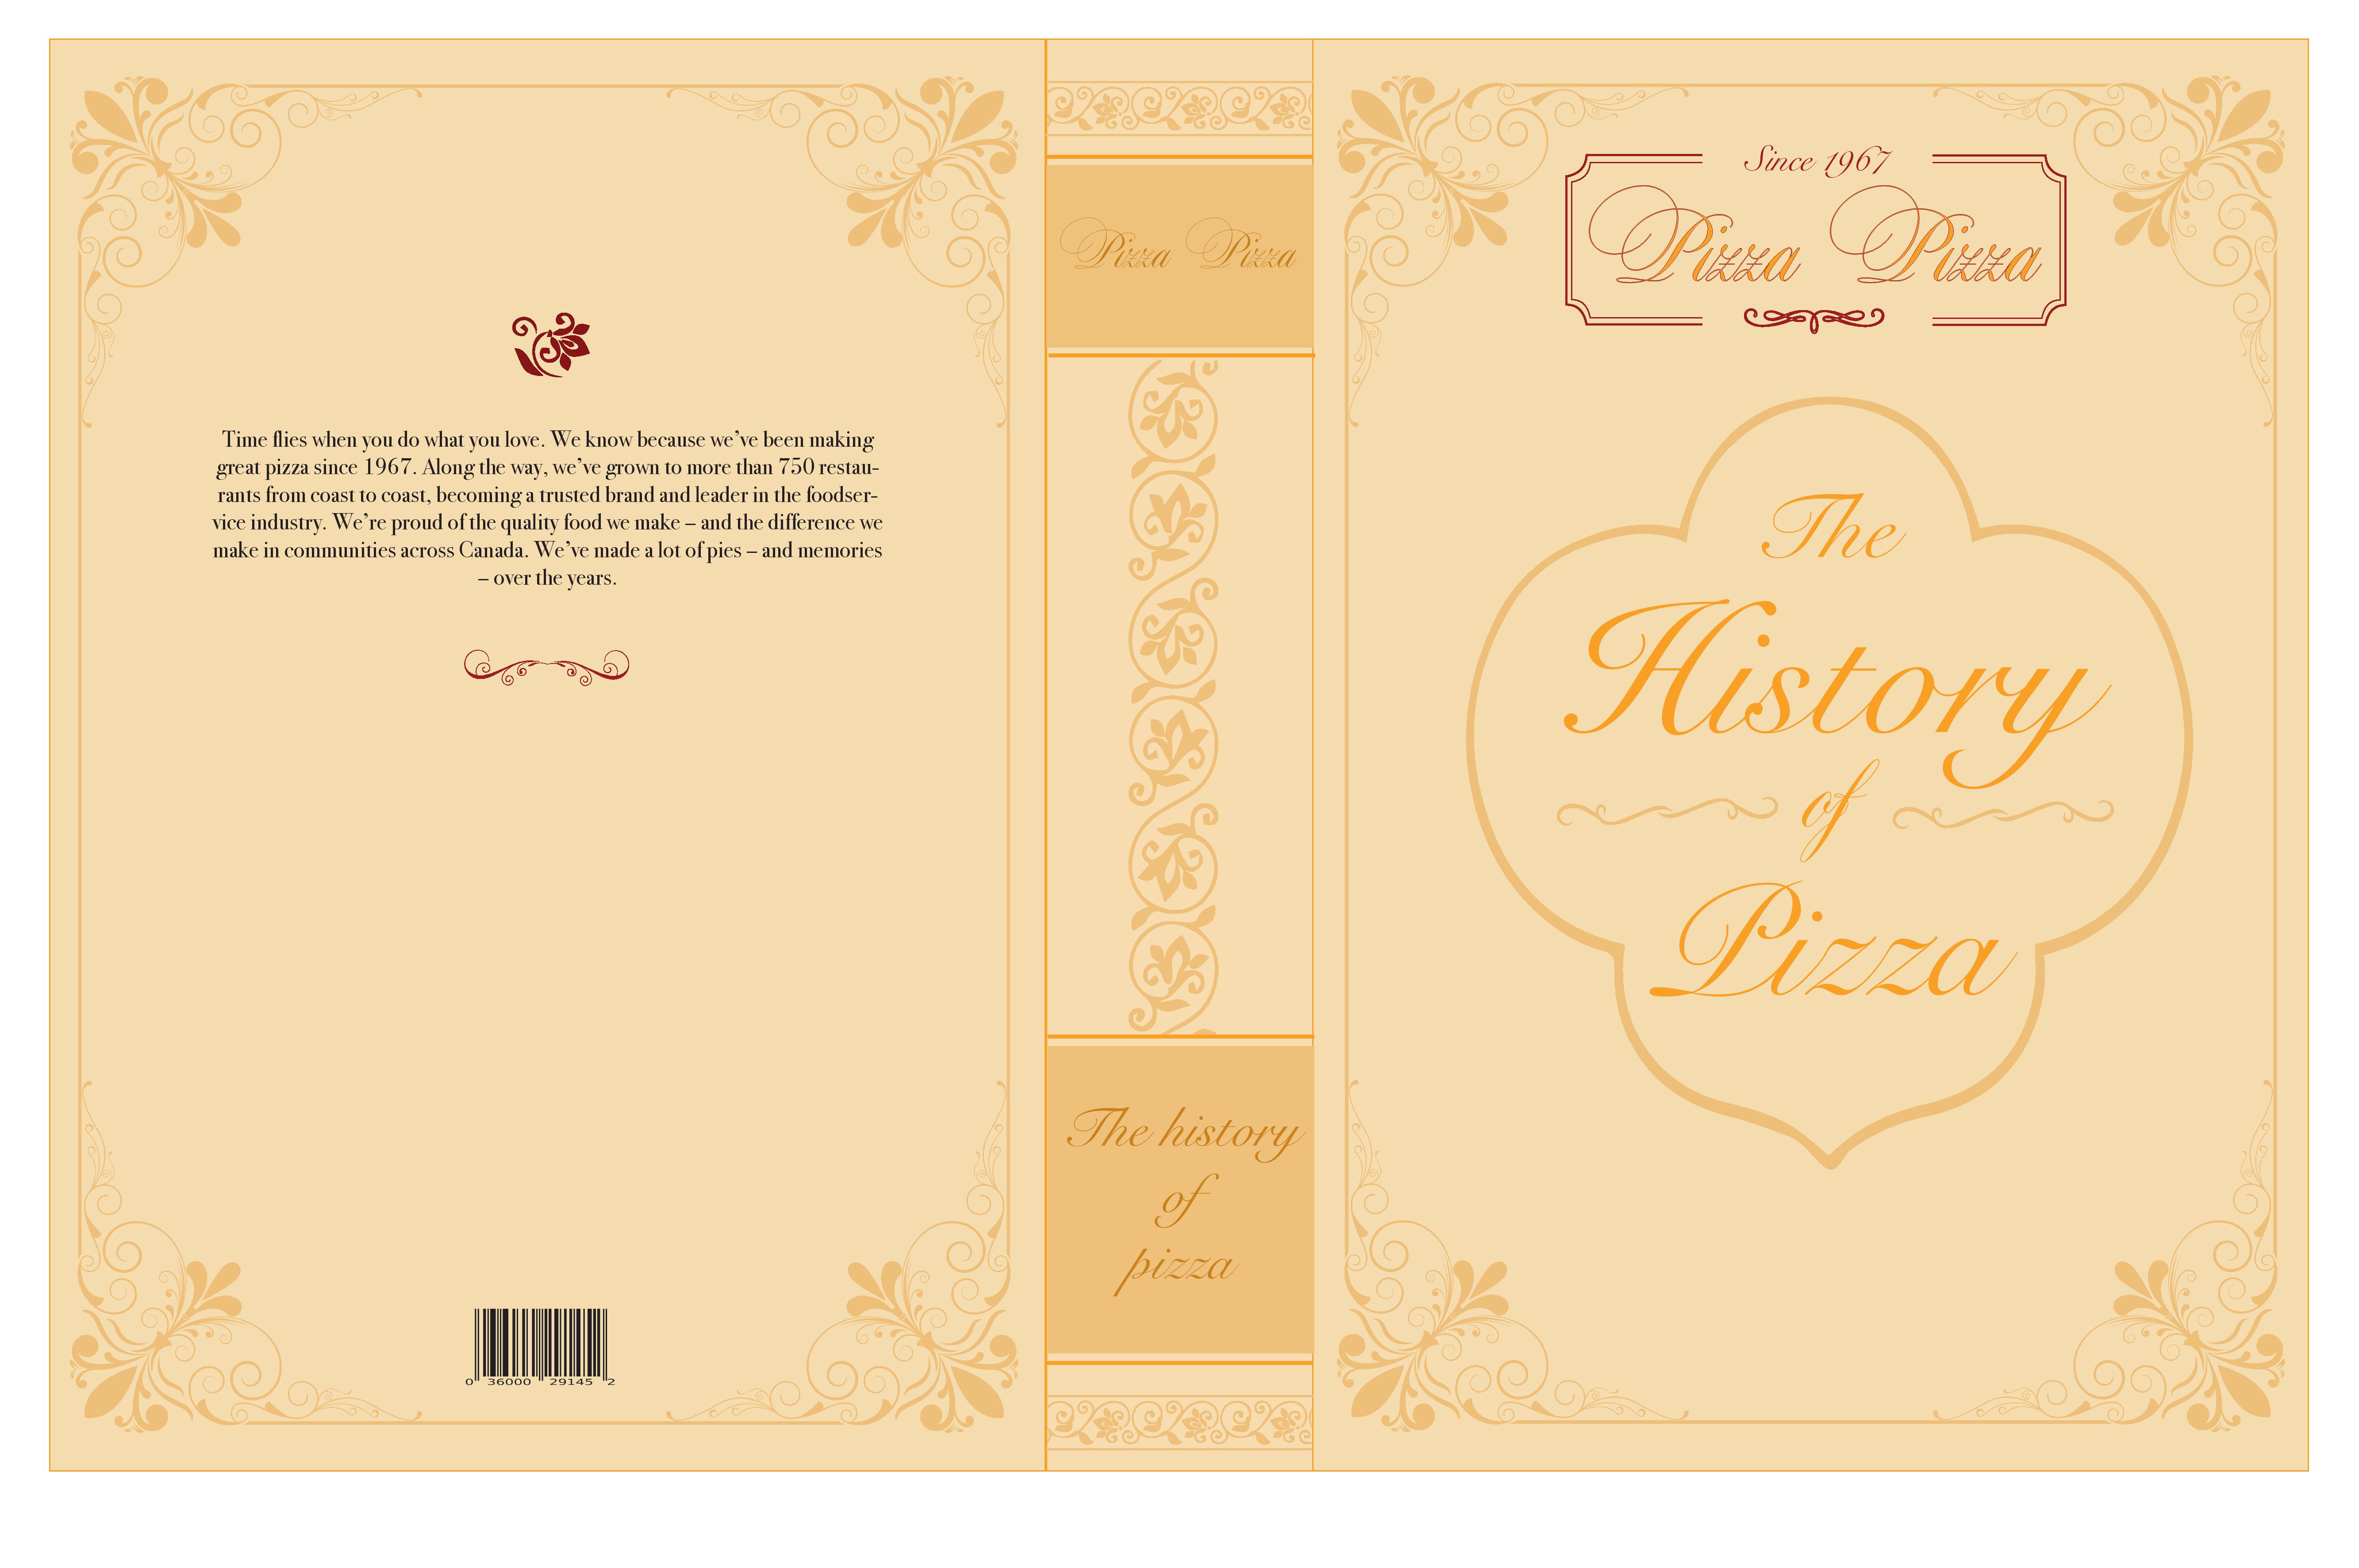 Time flies when you do what you love. We know because we’ve been making
great pizza since 1967. Along the way, we’ve grown to more than 750 restau-
rants from coast to coast, becoming a trusted brand and leader in the foodser-
vice industry. We’re proud of the quality food we make – and the difference we
make in communities across Canada. We’ve made a lot of pies – and memories
– over the years.
0 36000 29145 2
Pizza Pizza
The history
of
pizza
Since 1967
Pizza Pizza
The
History
of
Pizza